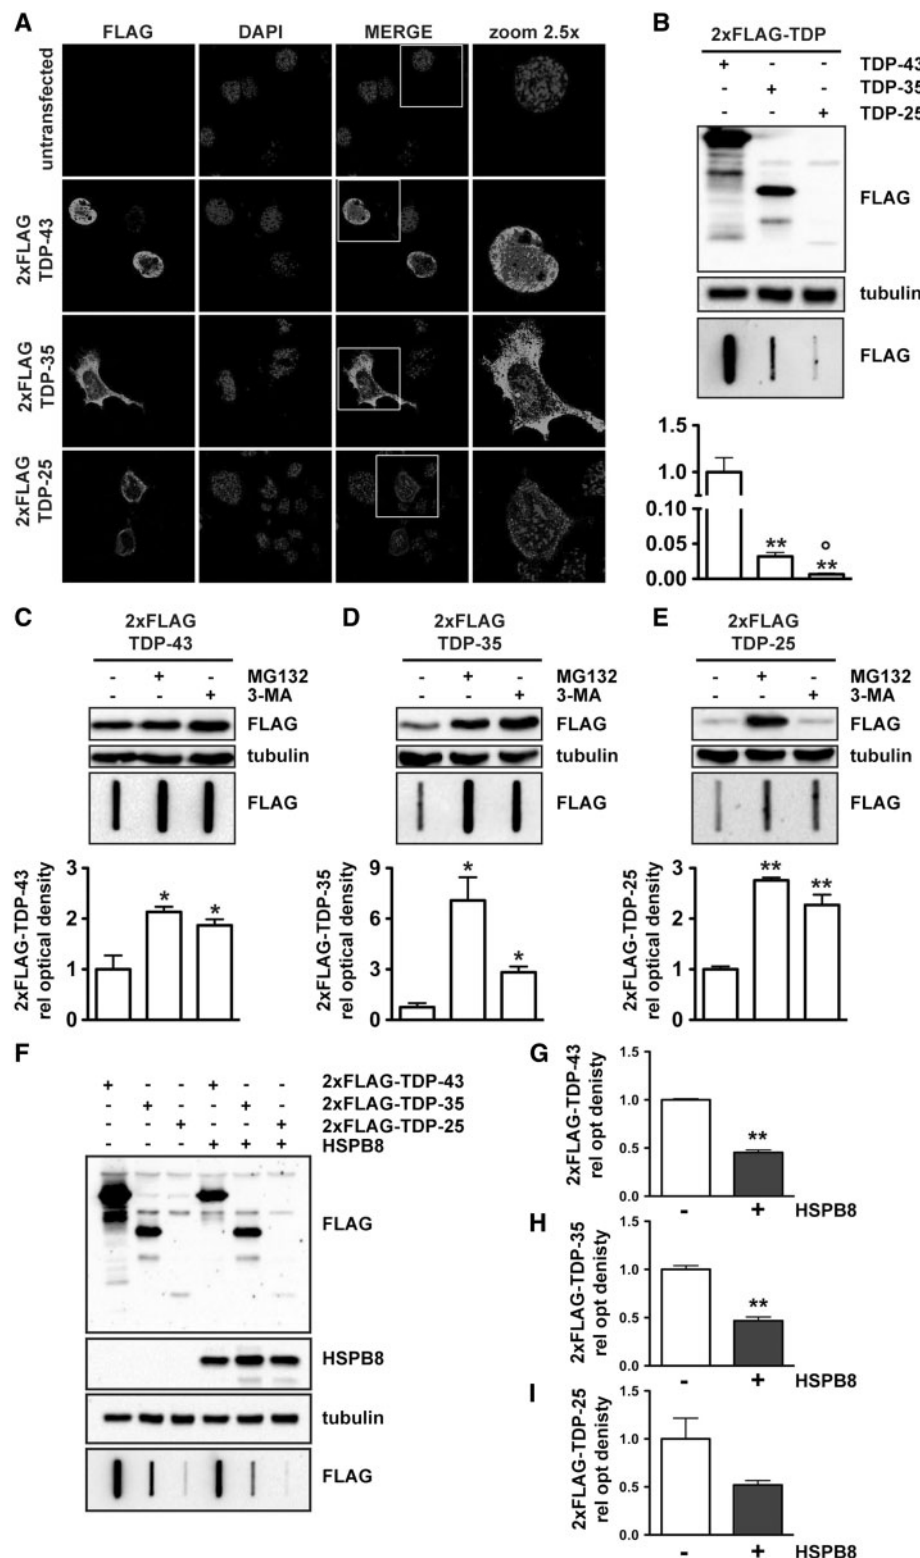 A
FLAG DAPI MERGE zoom 2.5x
untransfected
2xFLAG
TDP-43
2xFLAG
TDP-35
2xFLAG
TDP-25
B
2xFLAG-TDP
+ - - TDP-43
- + - TDP-35
- - + TDP-25
FLAG
tubulin
FLAG
1.5
1.0
0.10
0.05
0.00
**
°
**
C
2xFLAG
TDP-43
- + - MG132
- - + 3-MA
FLAG
tubulin
FLAG
2xFLAG-TDP-43
rel optical density
3
2
1
0
* *
D
2xFLAG
TDP-35
- + - MG132
- - + 3-MA
FLAG
tubulin
FLAG
2xFLAG-TDP-35
rel optical density
9
6
3
0
* *
E
2xFLAG
TDP-25
- + - MG132
- - + 3-MA
FLAG
tubulin
FLAG
2xFLAG-TDP-25
rel optical density
3
2
1
0
** **
F
+ - - + - - 2xFLAG-TDP-43
- + - - + - 2xFLAG-TDP-35
- - + - - + 2xFLAG-TDP-25
- - - + + + HSPB8
FLAG
HSPB8
tubulin
FLAG
G
2xFLAG-TDP-43
rel opt denisty
1.5
1.0
0.5
0.0
**
- + HSPB8
H
2xFLAG-TDP-35
rel opt denisty
1.5
1.0
0.5
0.0
**
- + HSPB8
I
2xFLAG-TDP-25
rel opt denisty
1.5
1.0
0.5
0.0
- + HSPB8